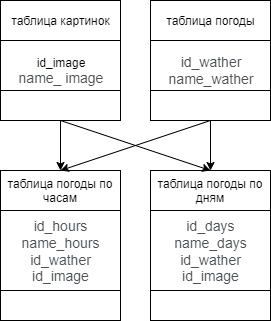 таблица картинок
id_image
name_ image
таблица погоды
id_wather
name_wather
таблица погоды по
часам
id_hours
name_hours
id_wather
id_image
таблица погоды по
дням
id_days
name_days
id_wather
id_image